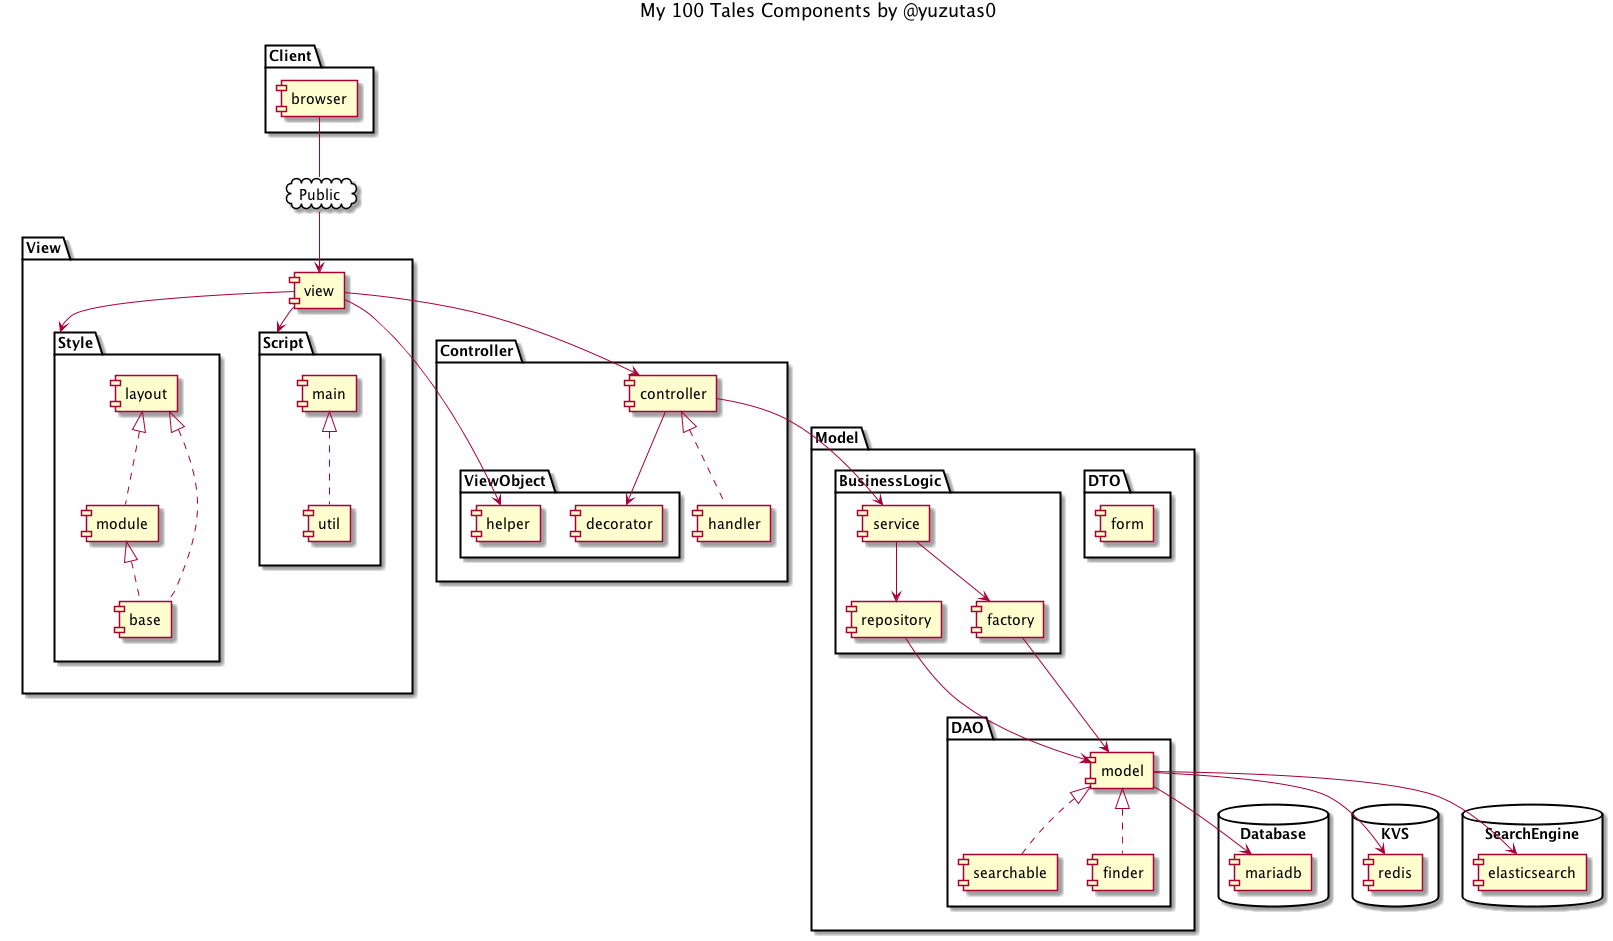 My 100 Tales Components by @yuzutas0
Client
browser
Public
View
view
Style
layout
module
base
Script
main
util
Controller
controller
ViewObject
helper
decorator
handler
Model
BusinessLogic
service
repository
factory
DTO
form
DAO
model
searchable
finder
Database
mariadb
KVS
redis
SearchEngine
elasticsearch